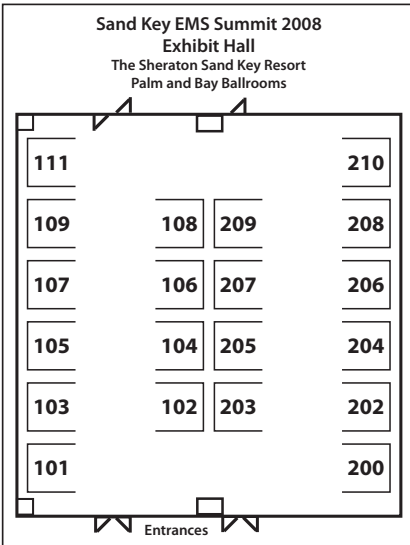 Sand Key EMS Summit 2008
Exhibit Hall
The Sheraton Sand Key Resort
Palm and Bay Ballrooms
111 210
109 108 209 208
107 106 207 206
105 104 205 204
103 102 203 202
101 200
Entrances